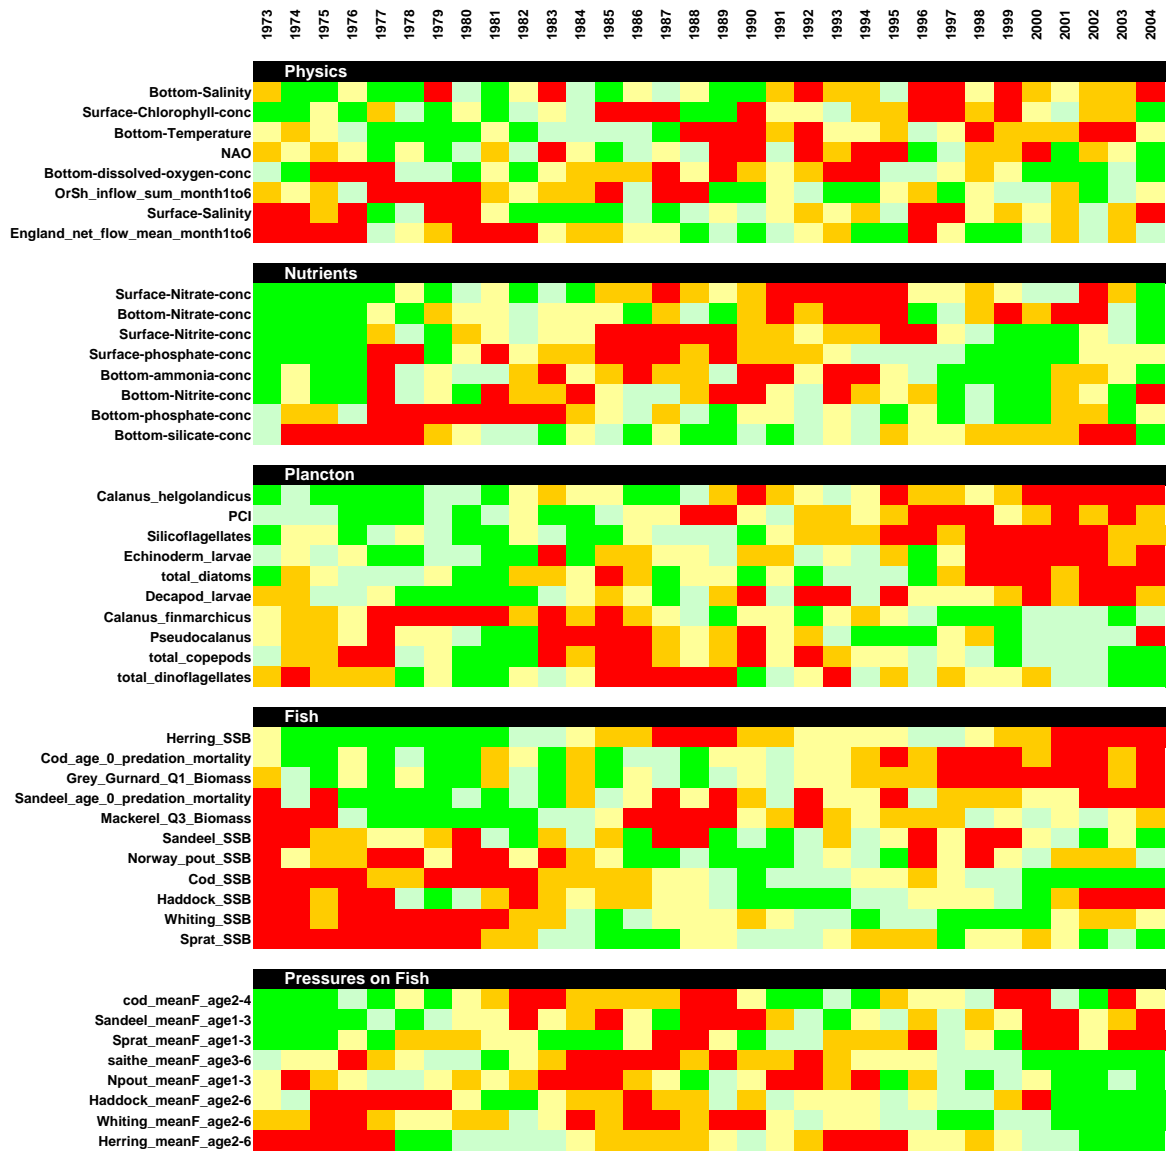 1973 1974 1975 1976 1977 1978 1979 1980 1981 1982 1983 1984 1985 1986 1987 1988 1989 1990 1991 1992 1993 1994 1995 1996 1997 1998 1999 2000 2001 2002 2003 2004
Physics
Bottom-Salinity
Surface-Chlorophyll-conc
Bottom-Temperature
NAO
Bottom-dissolved-oxygen-conc
OrSh_inflow_sum_month1to6
Surface-Salinity
England_net_flow_mean_month1to6
Nutrients
Surface-Nitrate-conc
Bottom-Nitrate-conc
Surface-Nitrite-conc
Surface-phosphate-conc
Bottom-ammonia-conc
Bottom-Nitrite-conc
Bottom-phosphate-conc
Bottom-silicate-conc
Plancton
Calanus_helgolandicus
PCI
Silicoflagellates
Echinoderm_larvae
total_diatoms
Decapod_larvae
Calanus_finmarchicus
Pseudocalanus
total_copepods
total_dinoflagellates
Fish
Herring_SSB
Cod_age_0_predation_mortality
Grey_Gurnard_Q1_Biomass
Sandeel_age_0_predation_mortality
Mackerel_Q3_Biomass
Sandeel_SSB
Norway_pout_SSB
Cod_SSB
Haddock_SSB
Whiting_SSB
Sprat_SSB
Pressures on Fish
cod_meanF_age2-4
Sandeel_meanF_age1-3
Sprat_meanF_age1-3
saithe_meanF_age3-6
Npout_meanF_age1-3
Haddock_meanF_age2-6
Whiting_meanF_age2-6
Herring_meanF_age2-6